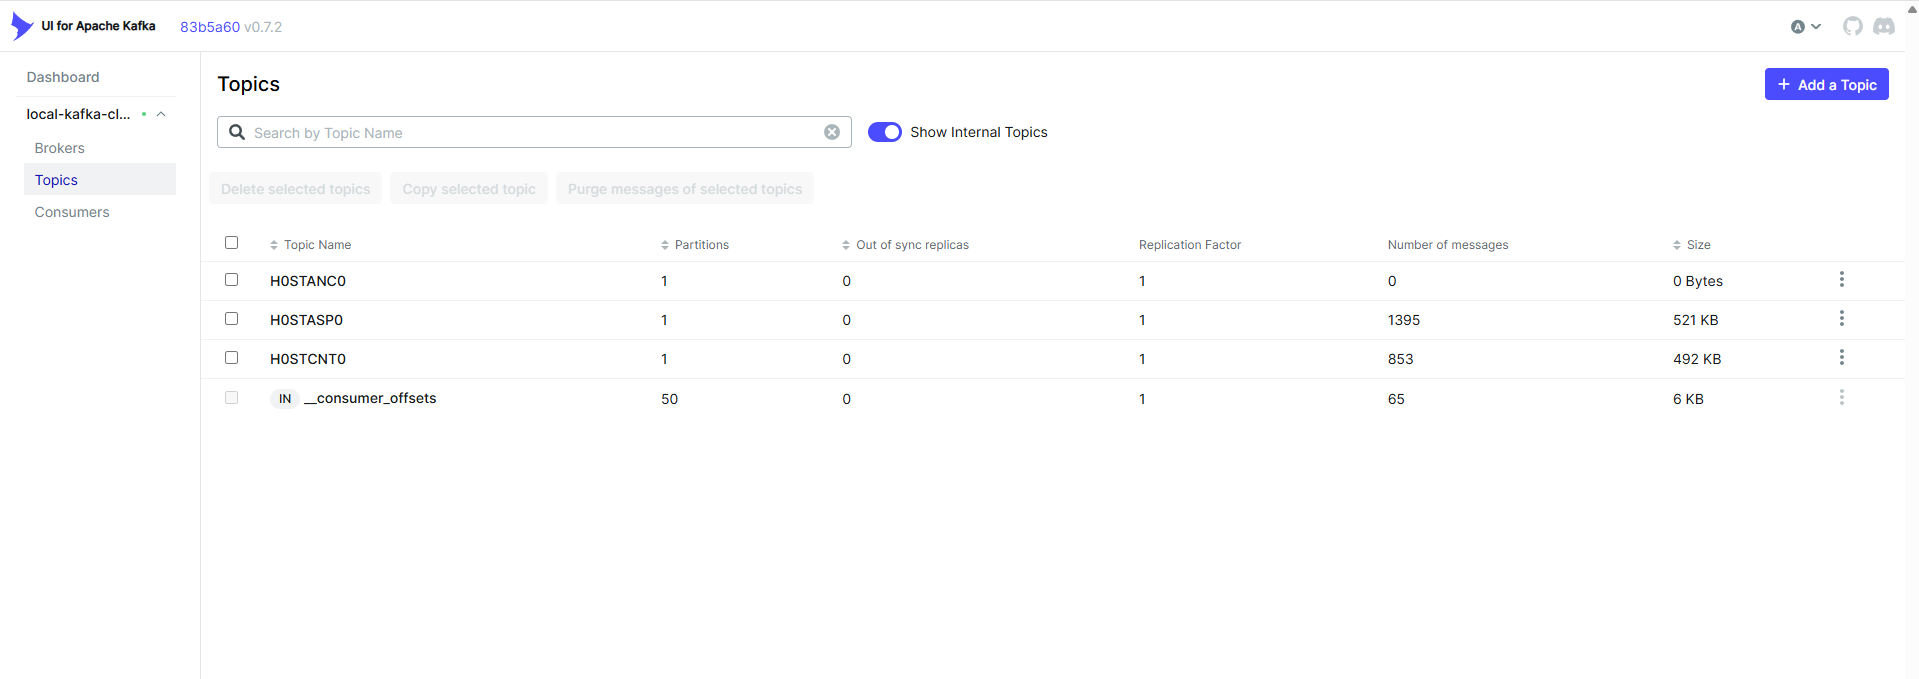 UI for Apache Kafka 83b5a60 v0.7.2 A
Dashboard
local-kafka-cl...
Brokers
Topics
Consumers
Topics
+ Add a Topic
Search by Topic Name
Show Internal Topics
Delete selected topics Copy selected topic Purge messages of selected topics
Topic Name Partitions Out of sync replicas Replication Factor Number of messages Size
H0STANC0 1 0 1 0 0 Bytes
H0STASP0 1 0 1 1395 521 KB
H0STCNT0 1 0 1 853 492 KB
IN __consumer_offsets 50 0 1 65 6 KB